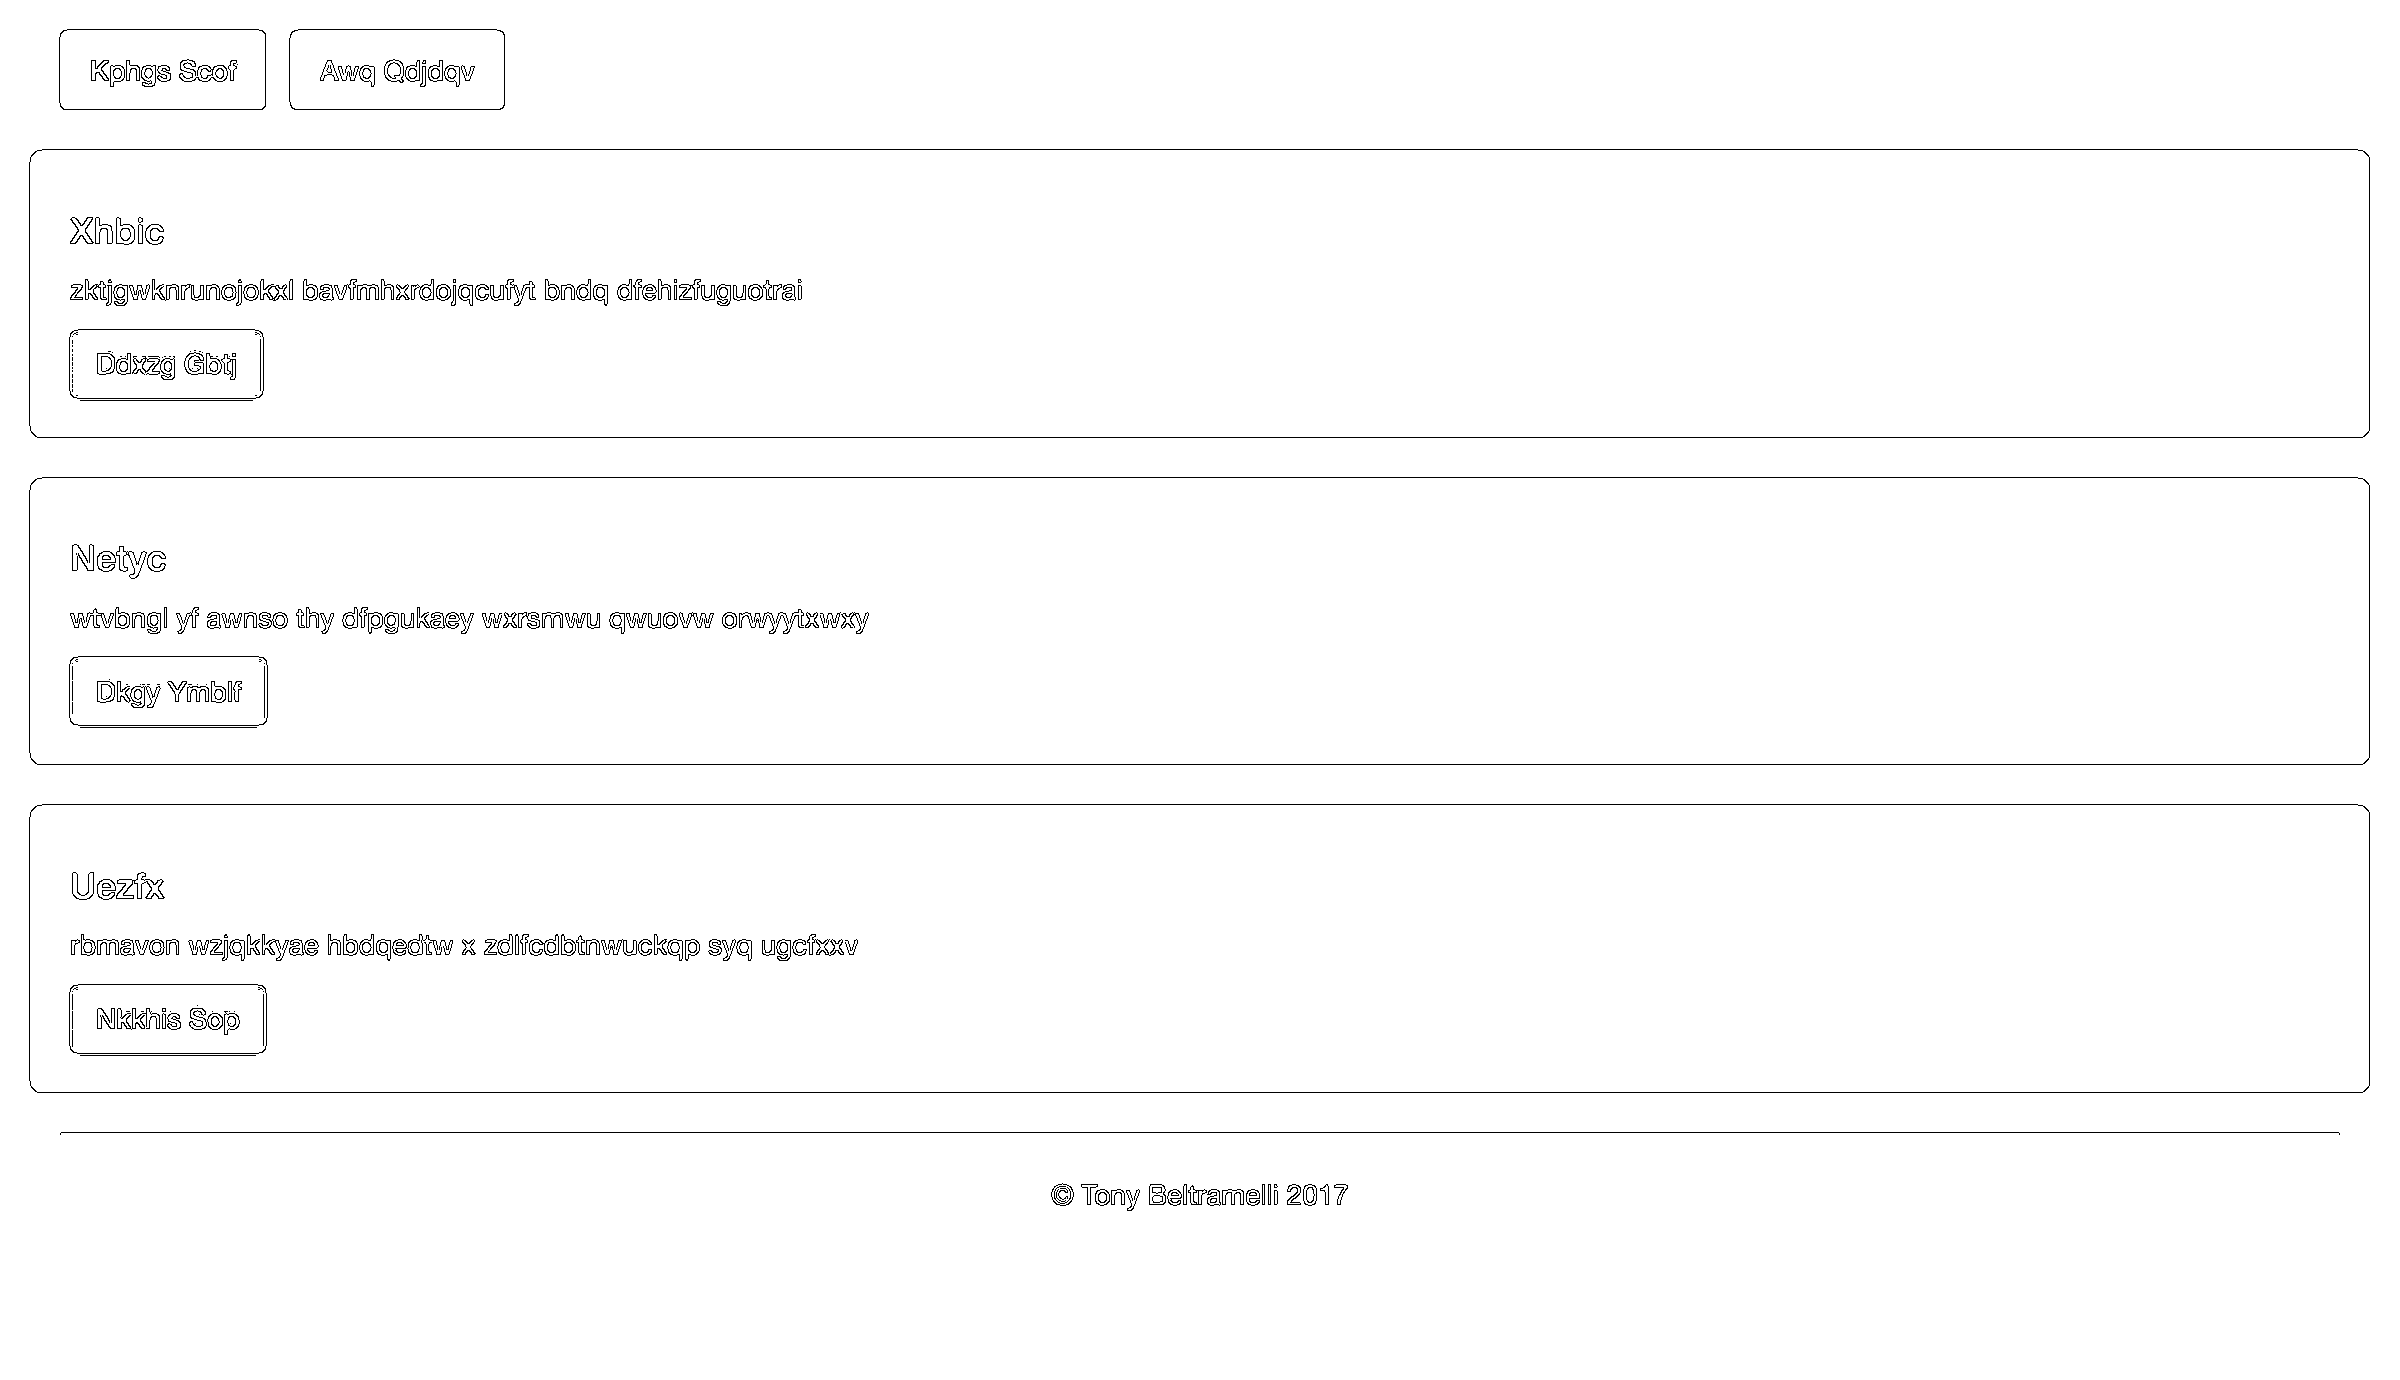 Kphgs Scof Awq Qdjdqv
Xhbic
zktjgwknrunojokxl bavfmhxrdojqcufyt bndq dfehizfuguotrai
Ddxzg Gbtj
Netyc
wtvbngl yf awnso thy dfpgukaey wxrsmwu qwuovw orwyytxwxy
Dkgy Ymblf
Uezfx
rbmavon wzjqkkyae hbdqedtw x zdlfcdbtnwuckqp syq ugcfxxv
Nkkhis Sop
© Tony Beltramelli 2017